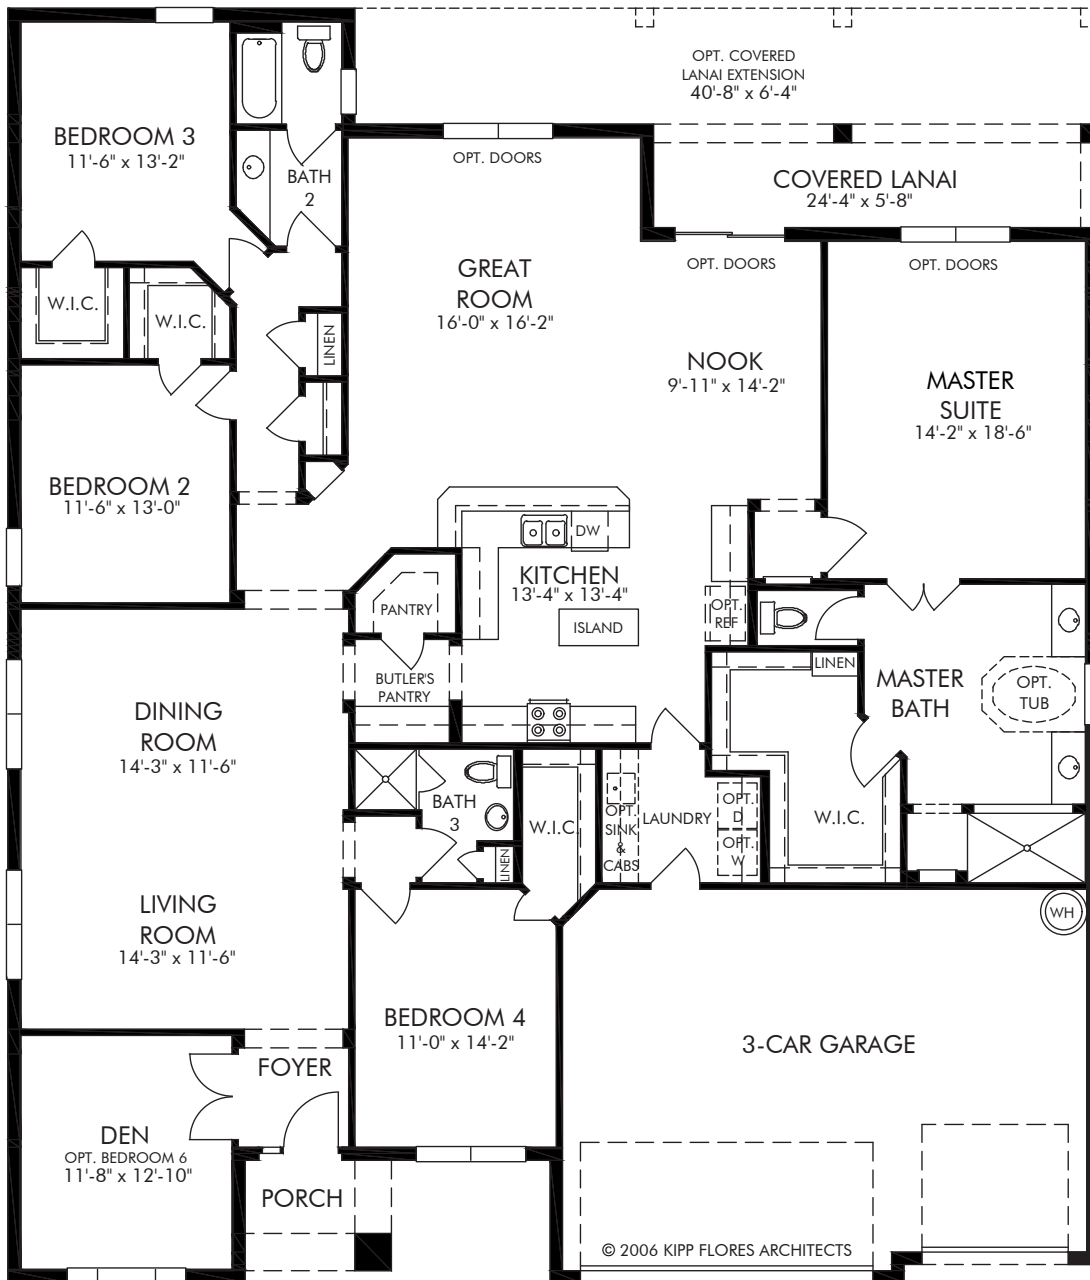 OPT. COVERED
LANAI EXTENSION
40'-8" x 6'-4"
BEDROOM 3
11'-6" x 13'-2"
BATH
2
OPT. DOORS
COVERED LANAI
24'-4" x 5'-8"
GREAT
ROOM
16'-0" x 16'-2"
OPT. DOORS
OPT. DOORS
W.I.C.
W.I.C.
LINEN
NOOK
9'-11" x 14'-2"
MASTER
SUITE
14'-2" x 18'-6"
BEDROOM 2
11'-6" x 13'-0"
DW
KITCHEN
13'-4" x 13'-4"
ISLAND
PANTRY
OPT.
REF
BUTLER'S
PANTRY
LINEN
MASTER
BATH
OPT.
TUB
DINING
ROOM
14'-3" x 11'-6"
BATH
3
LINEN
W.I.C.
OPT.
SINK
&
CABS
LAUNDRY
OPT.
D
OPT.
W
W.I.C.
LIVING
ROOM
14'-3" x 11'-6"
WH
BEDROOM 4
11'-0" x 14'-2"
3-CAR GARAGE
FOYER
DEN
OPT. BEDROOM 6
11'-8" x 12'-10"
PORCH
© 2006 KIPP FLORES ARCHITECTS